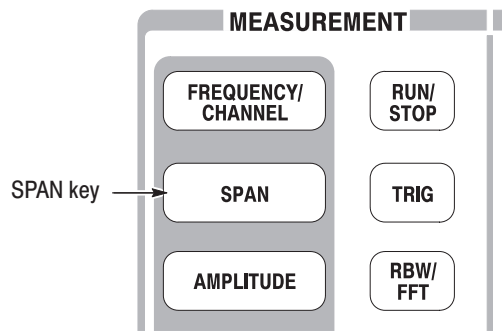 MEASUREMENT
FREQUENCY/
CHANNEL
RUN/
STOP
SPAN key
SPAN
TRIG
AMPLITUDE
RBW/
FFT